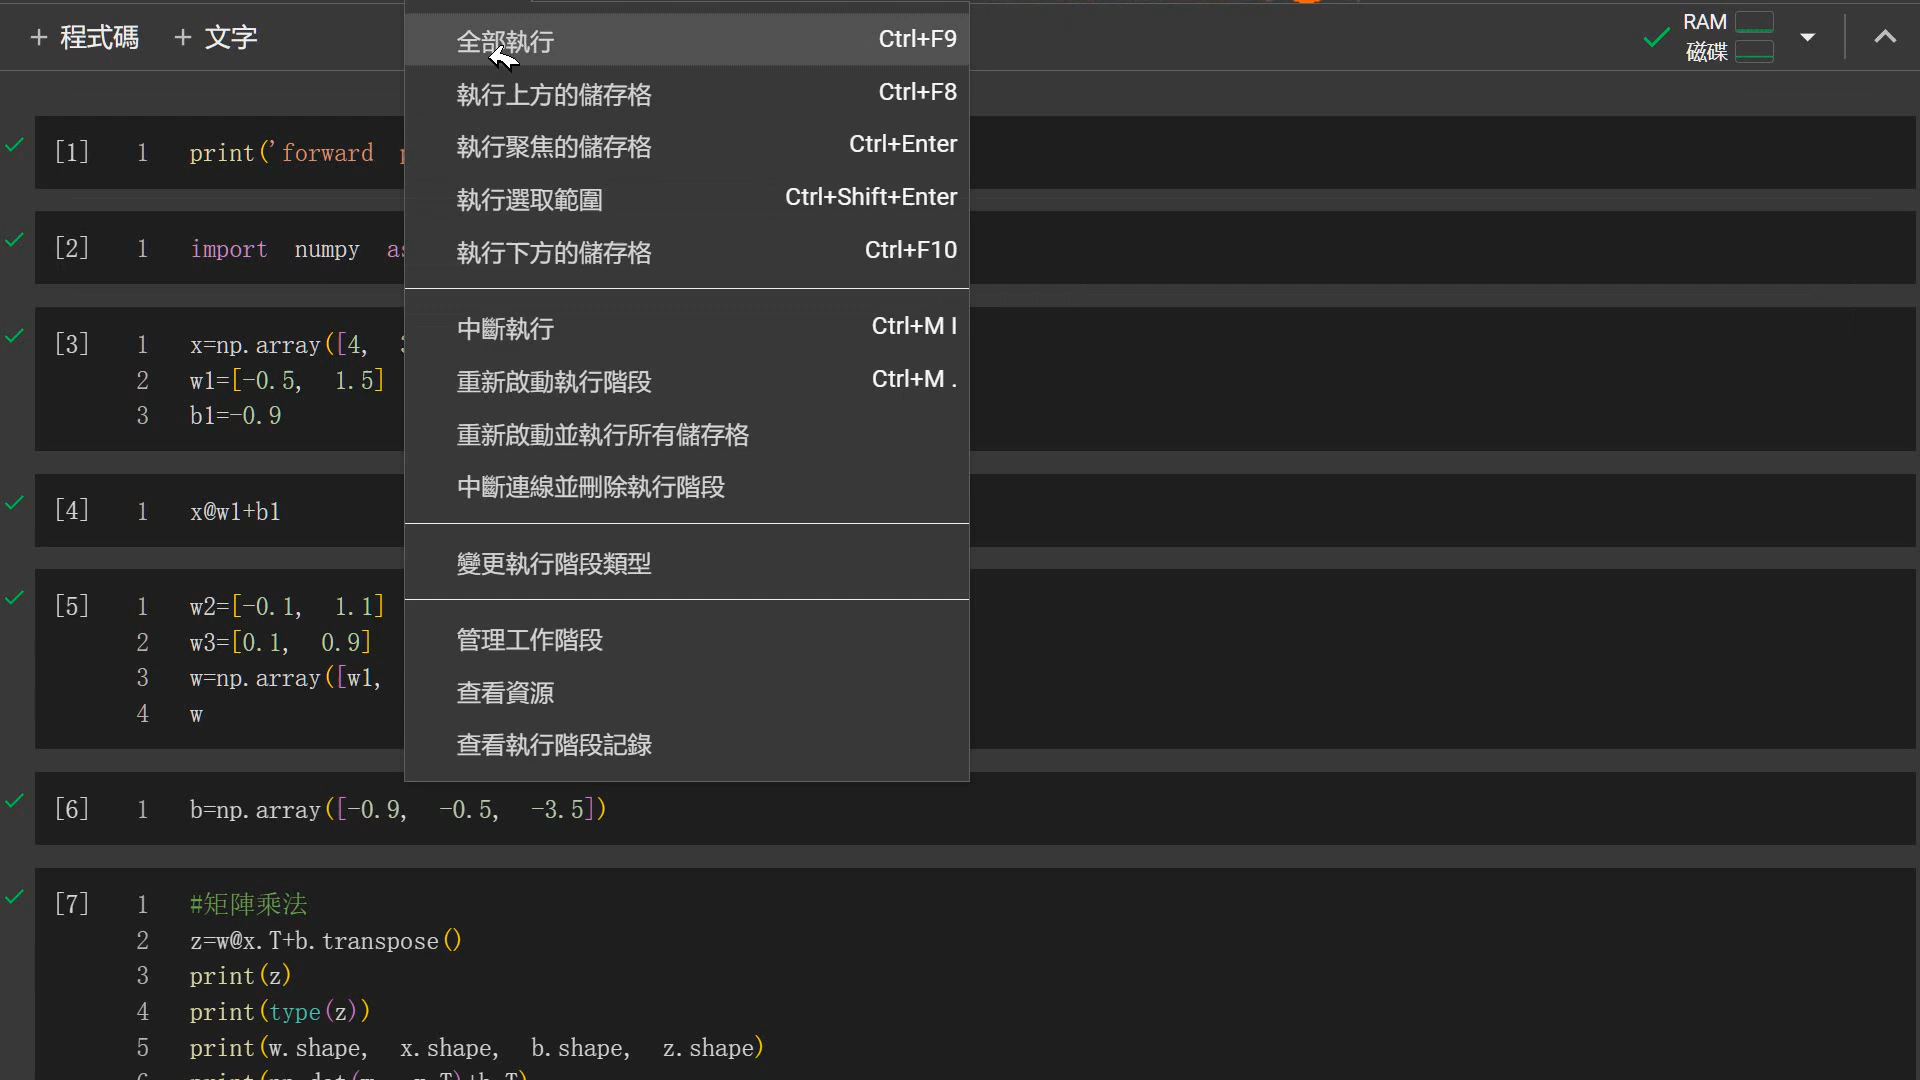 + 程式碼 + 文字
RAM
磁碟
全部執行 Ctrl+F9
執行上方的儲存格 Ctrl+F8
執行聚焦的儲存格 Ctrl+Enter
執行選取範圍 Ctrl+Shift+Enter
執行下方的儲存格 Ctrl+F10
中斷執行 Ctrl+M I
重新啟動執行階段 Ctrl+M .
重新啟動並執行所有儲存格
中斷連線並刪除執行階段
變更執行階段類型
管理工作階段
查看資源
查看執行階段記錄
[1] 1 print('forward
[2] 1 import numpy as
[3] 1 x=np.array([4,
2 w1=[-0.5, 1.5]
3 b1=-0.9
[4] 1 x@w1+b1
[5] 1 w2=[-0.1, 1.1]
2 w3=[0.1, 0.9]
3 w=np.array([w1,
4 w
[6] 1 b=np.array([-0.9, -0.5, -3.5])
[7] 1 #矩陣乘法
2 z=w@x.T+b.transpose()
3 print(z)
4 print(type(z))
5 print(w.shape, x.shape, b.shape, z.shape)